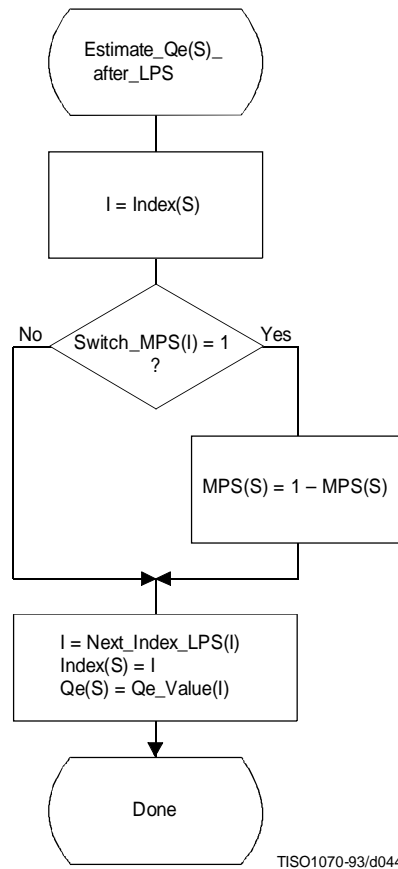 Estimate_Qe(S)_
after_LPS
I = Index(S)
No
Switch_MPS(I) = 1
?
Yes
MPS(S) = 1 – MPS(S)
I = Next_Index_LPS(I)
Index(S) = I
Qe(S) = Qe_Value(I)
Done
TISO1070-93/d044